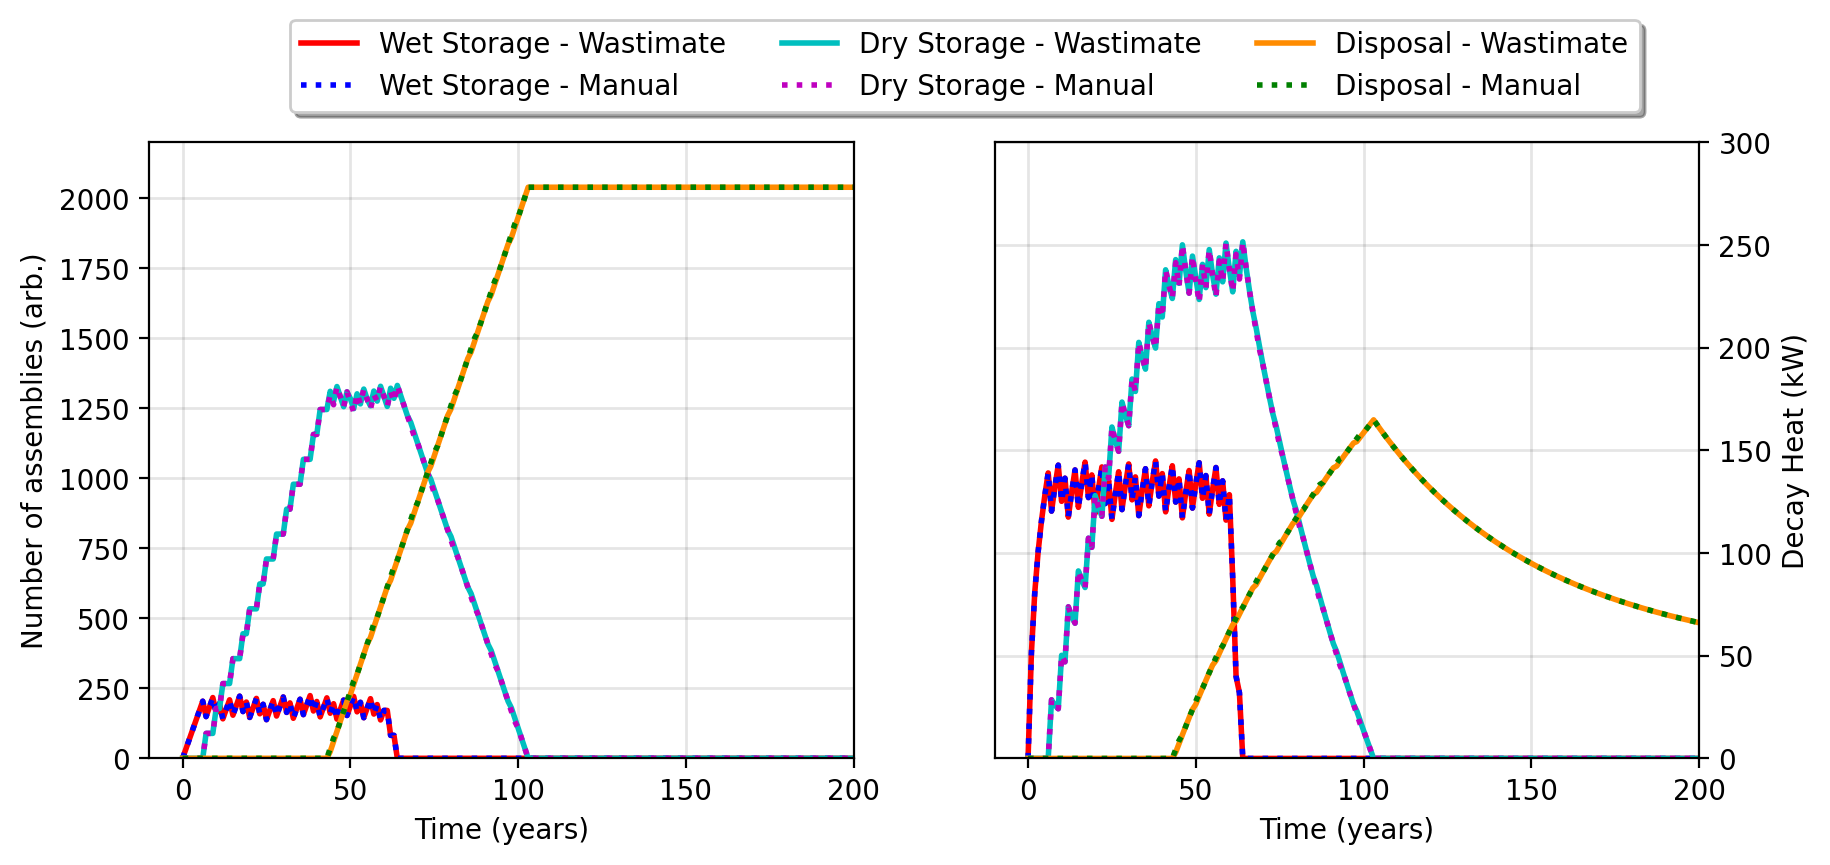 Wet Storage - Wastimate
Dry Storage - Wastimate
Disposal - Wastimate
Wet Storage - Manual
Dry Storage - Manual
Disposal - Manual
Number of assemblies (arb.)
2000
1750
1500
1250
1000
750
500
250
0
0 50 100 150 200
Time (years)
300
250
200
150
100
50
0
Decay Heat (kW)
0 50 100 150 200
Time (years)